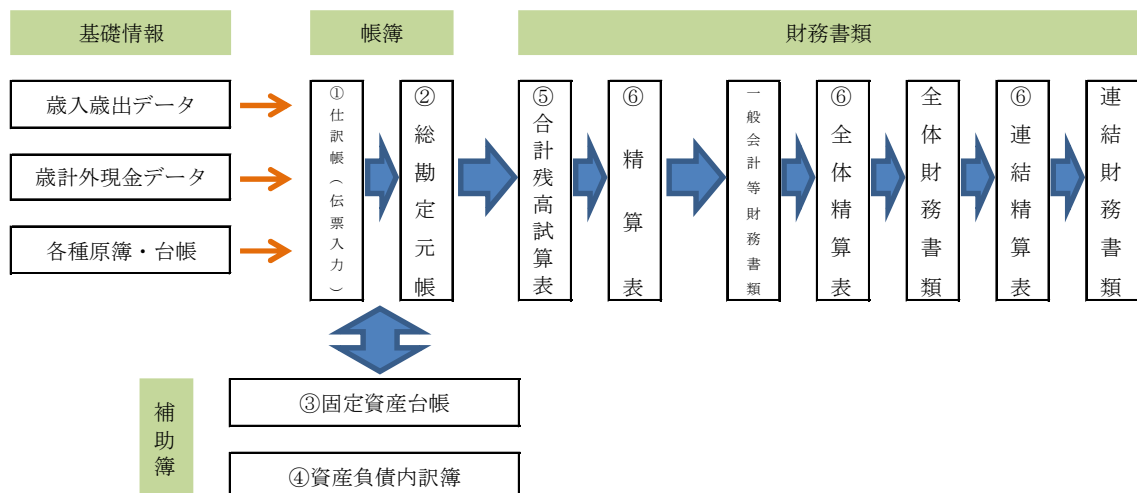 基礎情報
帳簿
財務書類
歳入歳出データ
歳計外現金データ
各種原簿・台帳
①仕訳帳（伝票入力）
②総勘定元帳
⑤合計残高試算表
⑥精算表
一般会計等財務書類
⑥全体精算表
全体財務書類
⑥連結精算表
連結財務書類
補助簿
③固定資産台帳
④資産負債内訳簿